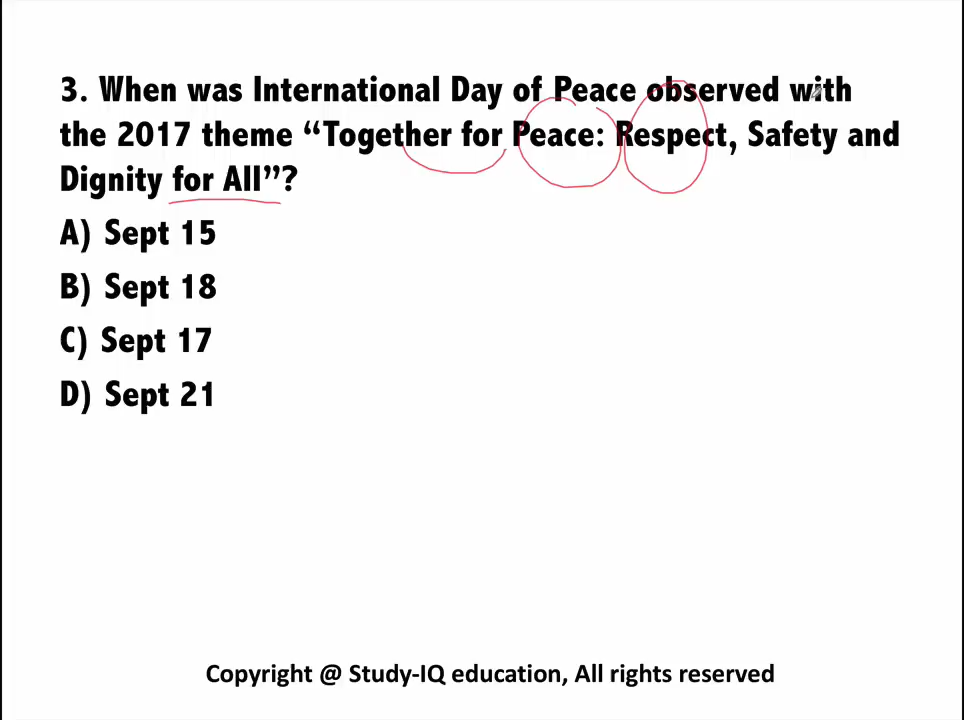 3. When was International Day of Peace observed with
the 2017 theme “Together for Peace: Respect, Safety and
Dignity for All”?
A) Sept 15
B) Sept 18
C) Sept 17
D) Sept 21
Copyright @ Study-IQ education, All rights reserved